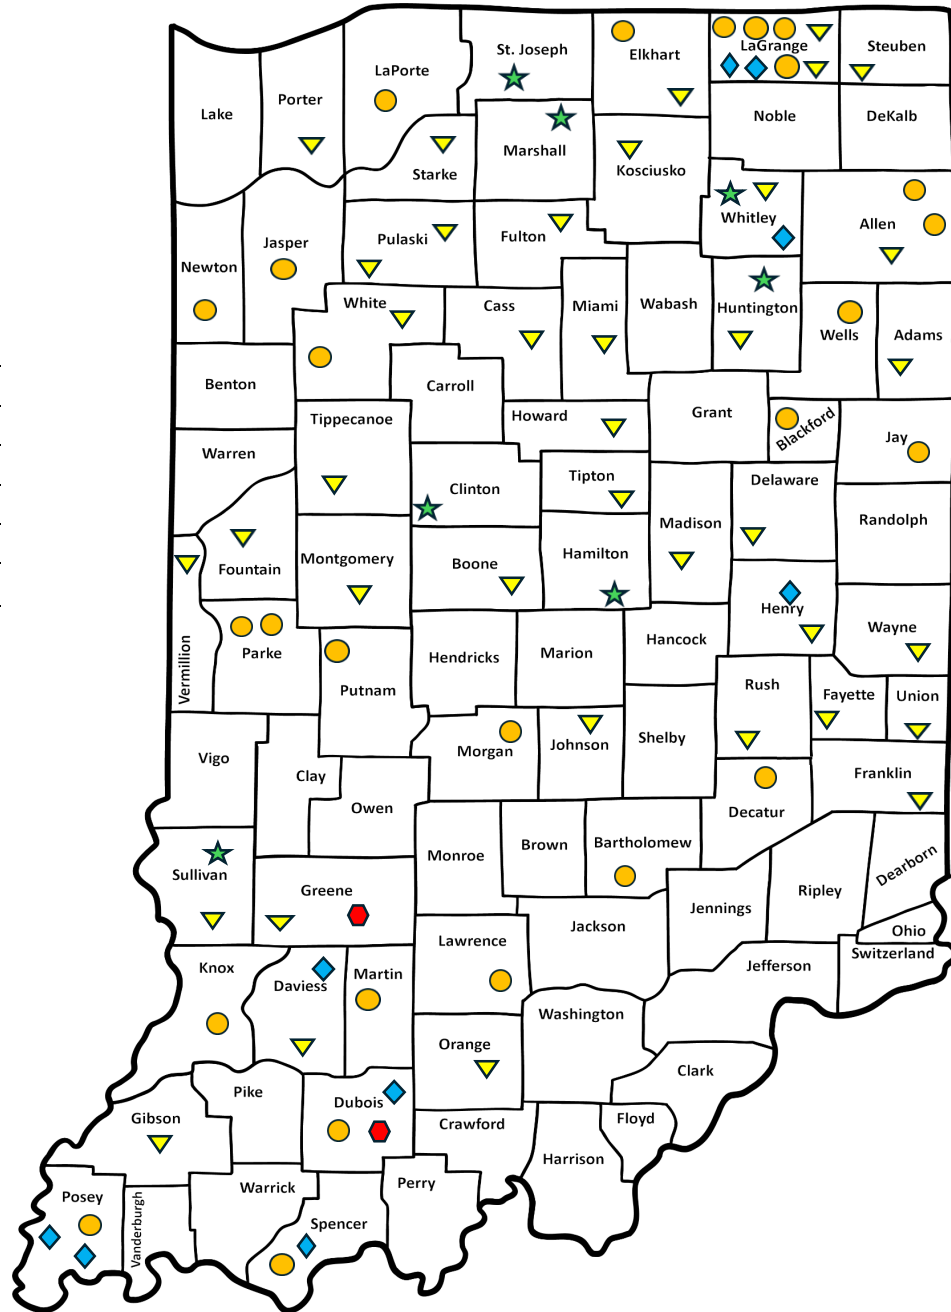 St. Joseph
Elkhart
LaGrange
Steuben
LaPorte
Porter
Lake
Noble
DeKalb
Marshall
Starke
Kosciusko
Whitley
Allen
Pulaski
Fulton
Jasper
Newton
White
Cass
Miami
Wabash
Huntington
Wells
Adams
Benton
Carroll
Howard
Grant
Blackford
Jay
Tippecanoe
Warren
Clinton
Tipton
Delaware
Madison
Randolph
Fountain
Montgomery
Boone
Hamilton
Henry
Wayne
Vermillion
Parke
Putnam
Hendricks
Marion
Hancock
Rush
Fayette
Union
Morgan
Johnson
Shelby
Vigo
Clay
Owen
Franklin
Decatur
Monroe
Brown
Bartholomew
Dearborn
Sullivan
Greene
Jennings
Ripley
Jackson
Ohio
Lawrence
Switzerland
Knox
Daviess
Martin
Jefferson
Washington
Orange
Clark
Pike
Dubois
Gibson
Crawford
Floyd
Harrison
Posey
Vanderburgh
Warrick
Perry
Spencer